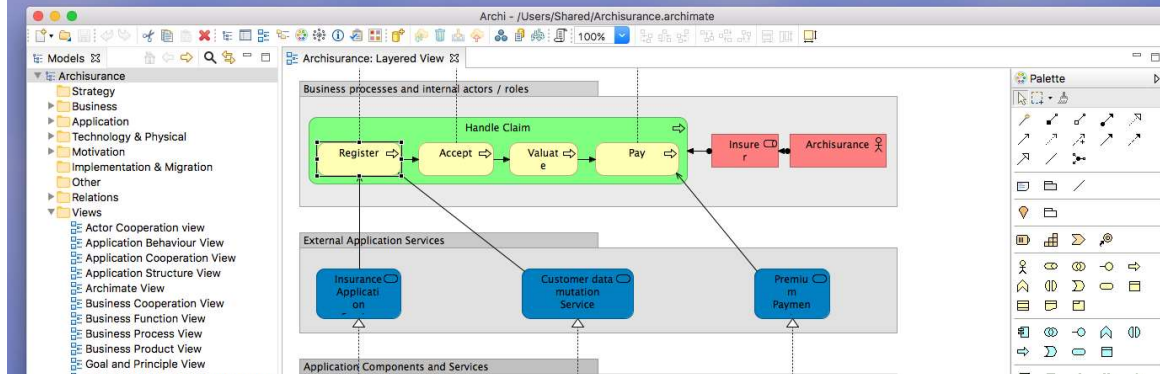 Archi - /Users/Shared/Archisurance.archimate
100%
Models
Archisurance: Layered View
Archisurance
Strategy
Business
Application
Technology & Physical
Motivation
Implementation & Migration
Other
Relations
Views
Actor Cooperation view
Application Behaviour View
Application Cooperation View
Application Structure View
Archimate View
Business Cooperation View
Business Function View
Business Process View
Business Product View
Goal and Principle View
Business processes and internal actors / roles
Handle Claim
Register
Accept
Valuat
e
Pay
Insure
r
Archisurance
External Application Services
Insurance
Applicati
on
Customer data
mutation
Service
Premiu
m
Paymen
Application Components and Services
Palette